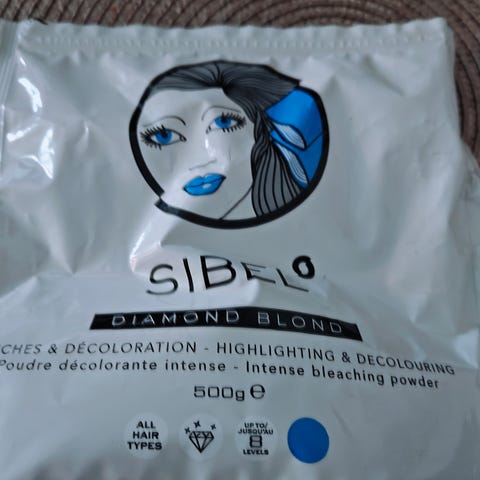 SIBEL
DIAMOND BLOND
CHES & DÉCOLORATION - HIGHLIGHTING & DECOLOURING
Poudre décolorante intense - Intense bleaching powder
500g e
ALL
HAIR
TYPES
UP TO/
JUSQU'AU
8
LEVELS